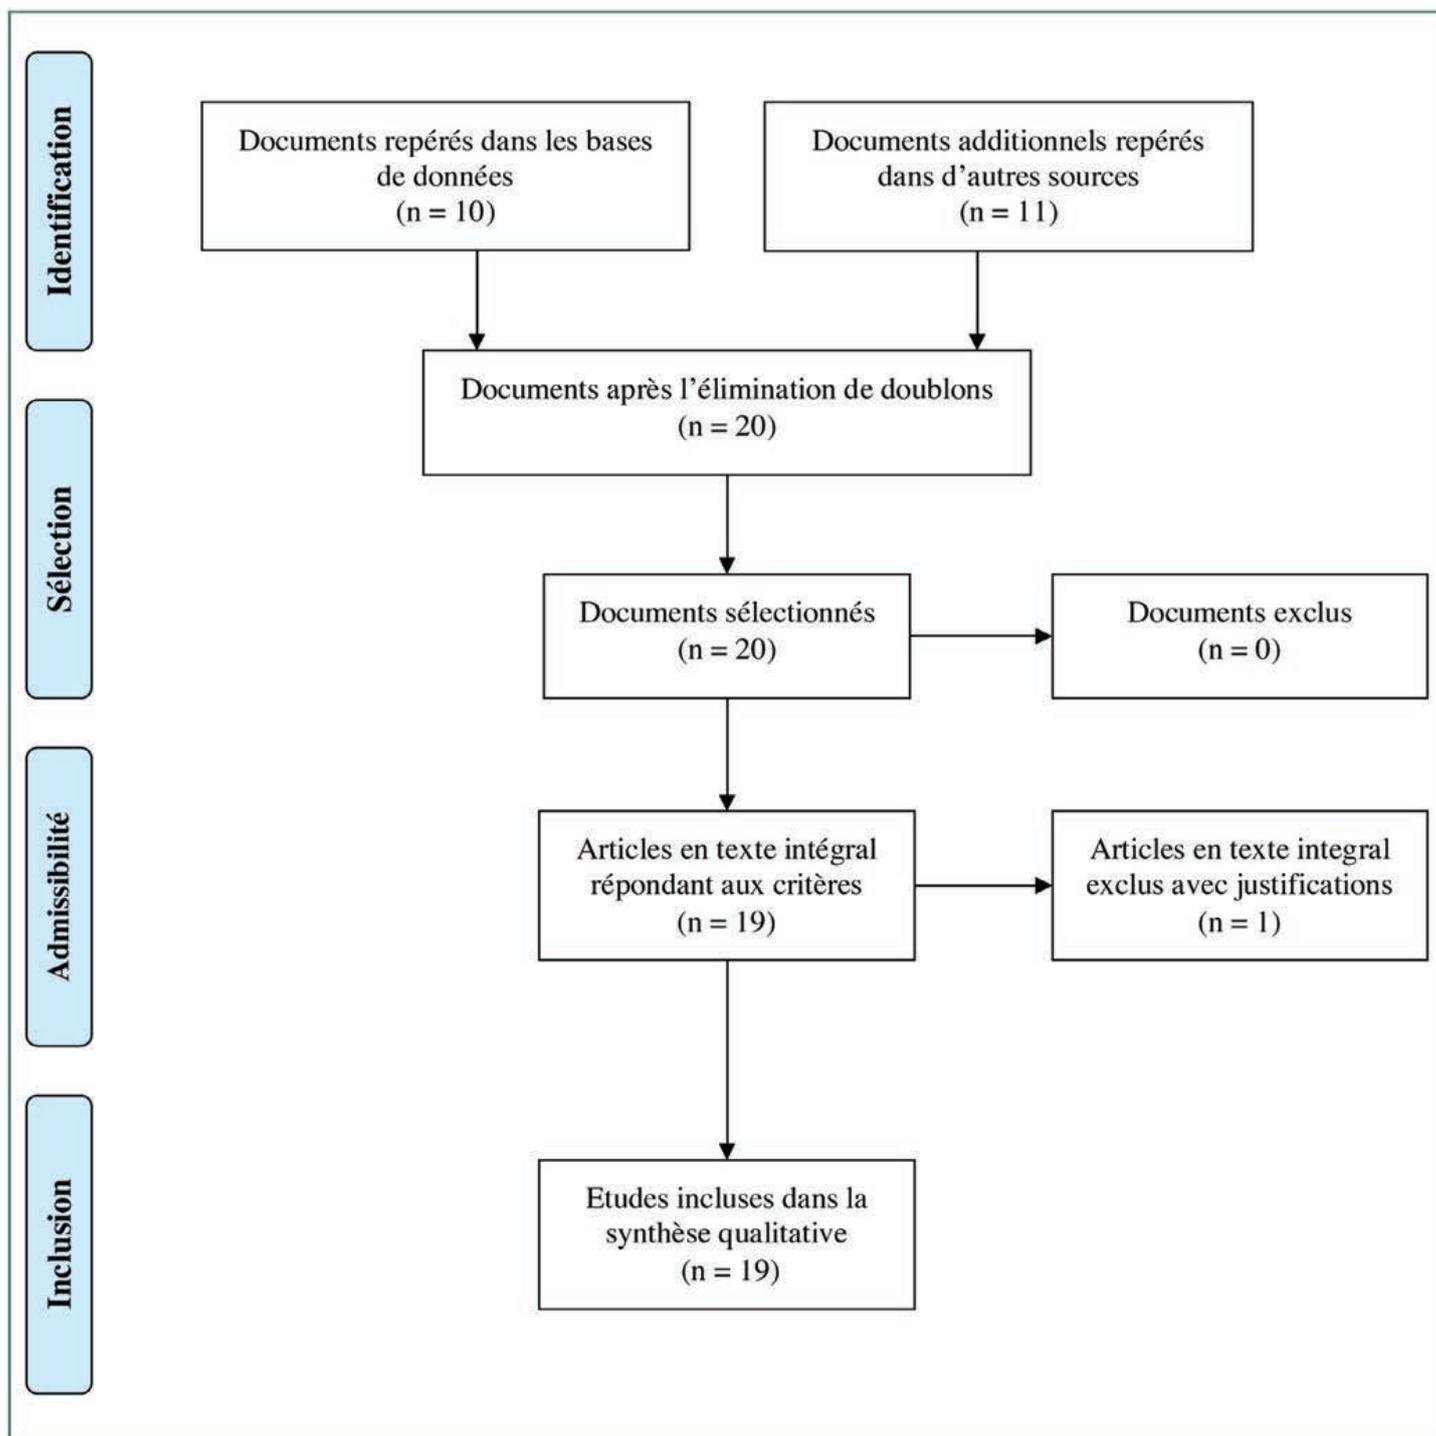 Identification
Documents repérés dans les bases
de données
(n = 10)
Documents additionnels repérés
dans d’autres sources
(n = 11)
Documents après l’élimination de doublons
(n = 20)
Sélection
Documents sélectionnés
(n = 20)
Documents exclus
(n = 0)
Admissibilité
Articles en texte intégral
répondant aux critères
(n = 19)
Articles en texte integral
exclus avec justifications
(n = 1)
Inclusion
Etudes incluses dans la
synthèse qualitative
(n = 19)